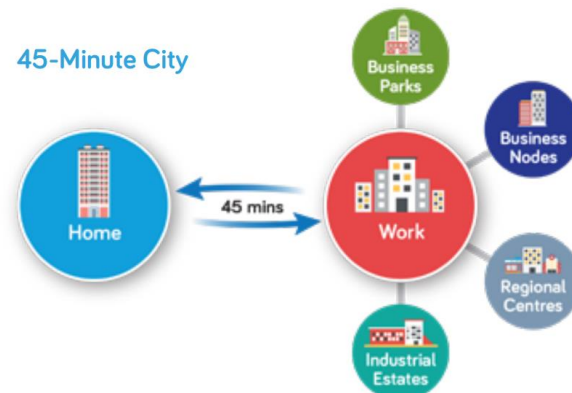 45-Minute City
Business
Parks
Business
Nodes
Home
45 mins
Work
Regional
Centres
Industrial
Estates